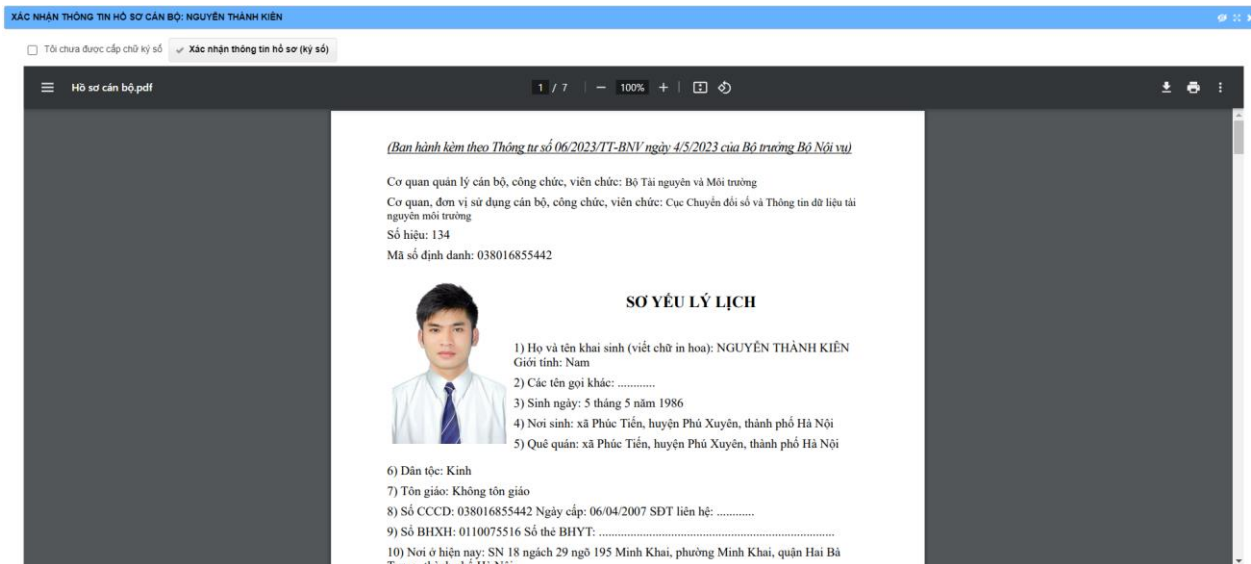 XÁC NHẬN THÔNG TIN HỒ SƠ CÁN BỘ: NGUYỄN THÀNH KIÊN
Tôi chưa được cấp chữ ký số
Xác nhận thông tin hồ sơ (ký số)
Hồ sơ cán bộ.pdf
1 / 7
100%
(Ban hành kèm theo Thông tư số 06/2023/TT-BNV ngày 4/5/2023 của Bộ trưởng Bộ Nội vụ)
Cơ quan quản lý cán bộ, công chức, viên chức: Bộ Tài nguyên và Môi trường
Cơ quan, đơn vị sử dụng cán bộ, công chức, viên chức: Cục Chuyển đổi số và Thông tin dữ liệu tài
nguyên môi trường
Số hiệu: 134
Mã số định danh: 038016855442
SƠ YẾU LÝ LỊCH
1) Họ và tên khai sinh (viết chữ in hoa): NGUYỄN THÀNH KIÊN
Giới tính: Nam
2) Các tên gọi khác: ............
3) Sinh ngày: 5 tháng 5 năm 1986
4) Nơi sinh: xã Phúc Tiến, huyện Phú Xuyên, thành phố Hà Nội
5) Quê quán: xã Phúc Tiến, huyện Phú Xuyên, thành phố Hà Nội
6) Dân tộc: Kinh
7) Tôn giáo: Không tôn giáo
8) Số CCCD: 038016855442 Ngày cấp: 06/04/2007 SĐT liên hệ: ............
9) Số BHXH: 0110075516 Số thẻ BHYT: ........................................................................
10) Nơi ở hiện nay: SN 18 ngách 29 ngõ 195 Minh Khai, phường Minh Khai, quận Hai Bà